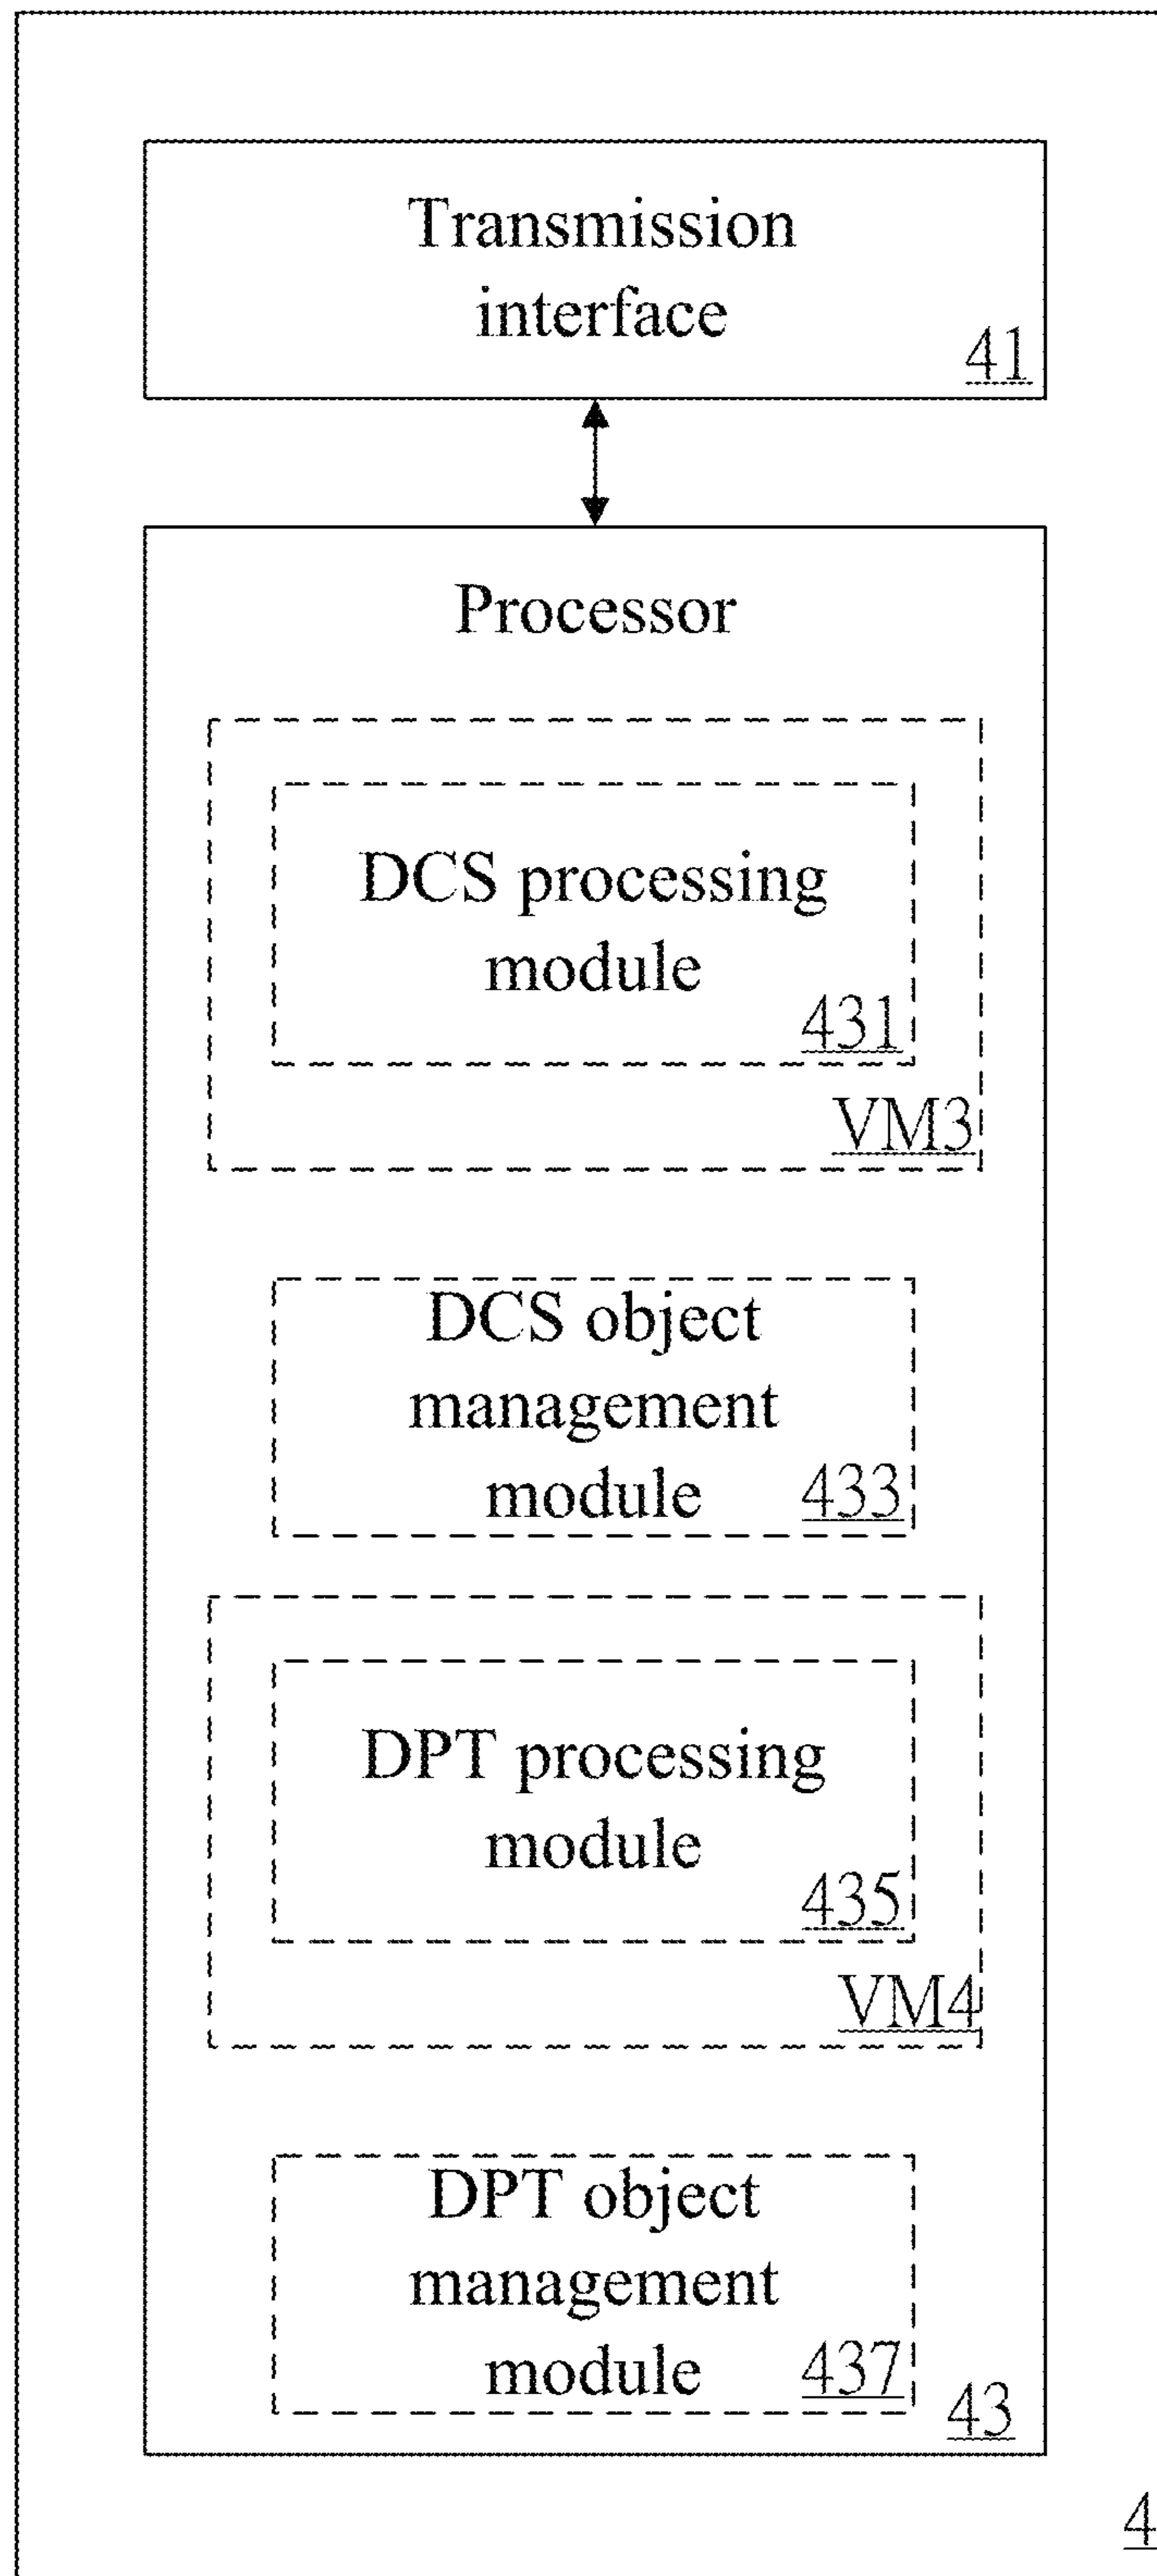 Transmission
interface
41
Processor
DCS processing
module
431
VM3
DCS object
management
module 433
DPT processing
module
435
VM4
DPT object
management
module 437
43
4